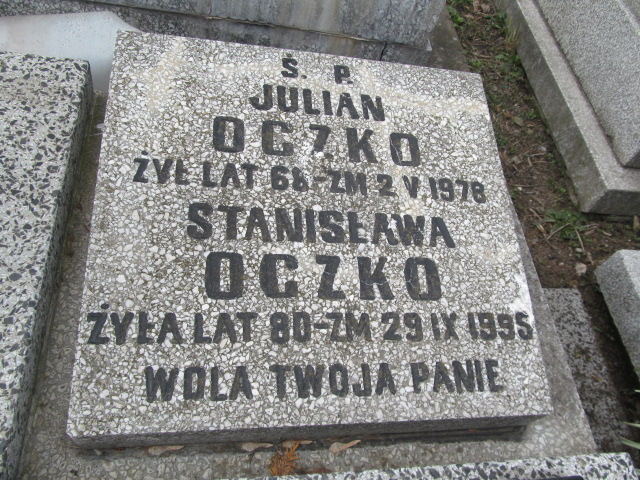 Ś. P.
JULIAN
OCZKO
ŻYŁ LAT 68-ZM 2 V 1978
STANISŁAWA
OCZKO
ŻYŁA LAT 80-ZM 29 IX 1995
WOLA TWOJA PANIE